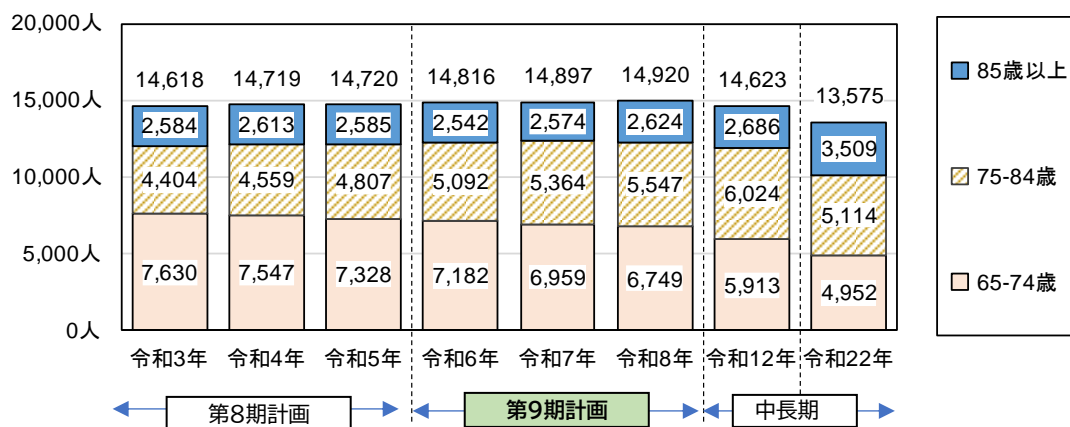 20,000人
14,618 14,719 14,720 14,816 14,897 14,920 14,623 13,575
15,000人
2,584 2,613 2,585 2,542 2,574 2,624 2,686 3,509
10,000人
4,404 4,559 4,807 5,092 5,364 5,547 6,024 5,114
5,000人
7,630 7,547 7,328 7,182 6,959 6,749 5,913 4,952
0人
令和3年 令和4年 令和5年 令和6年 令和7年 令和8年 令和12年 令和22年
第8期計画 第9期計画 中長期
85歳以上
75-84歳
65-74歳